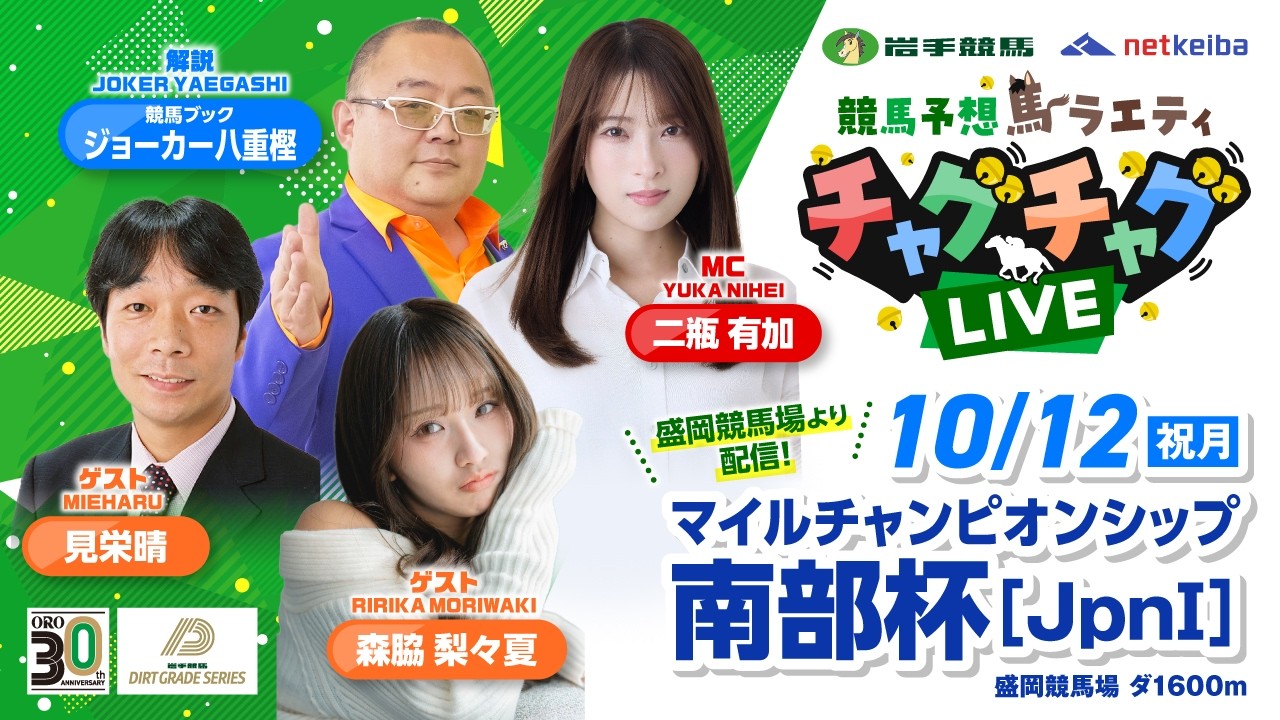 解説
JOKER YAEGASHI
競馬ブック
ジョーカー八重樫
MC
YUKA NIHEI
二瓶 有加
ゲスト
MIEHARU
見栄晴
ゲスト
RIRIKA MORIWAKI
森脇 梨々夏
ORO
30th
ANNIVERSARY
岩手競馬
DIRT GRADE SERIES
岩手競馬
netkeiba
競馬予想 馬ラエティ
チャグチャグ
LIVE
盛岡競馬場より
配信!
10/12 祝月
マイルチャンピオンシップ
南部杯[JpnI]
盛岡競馬場 ダ1600m